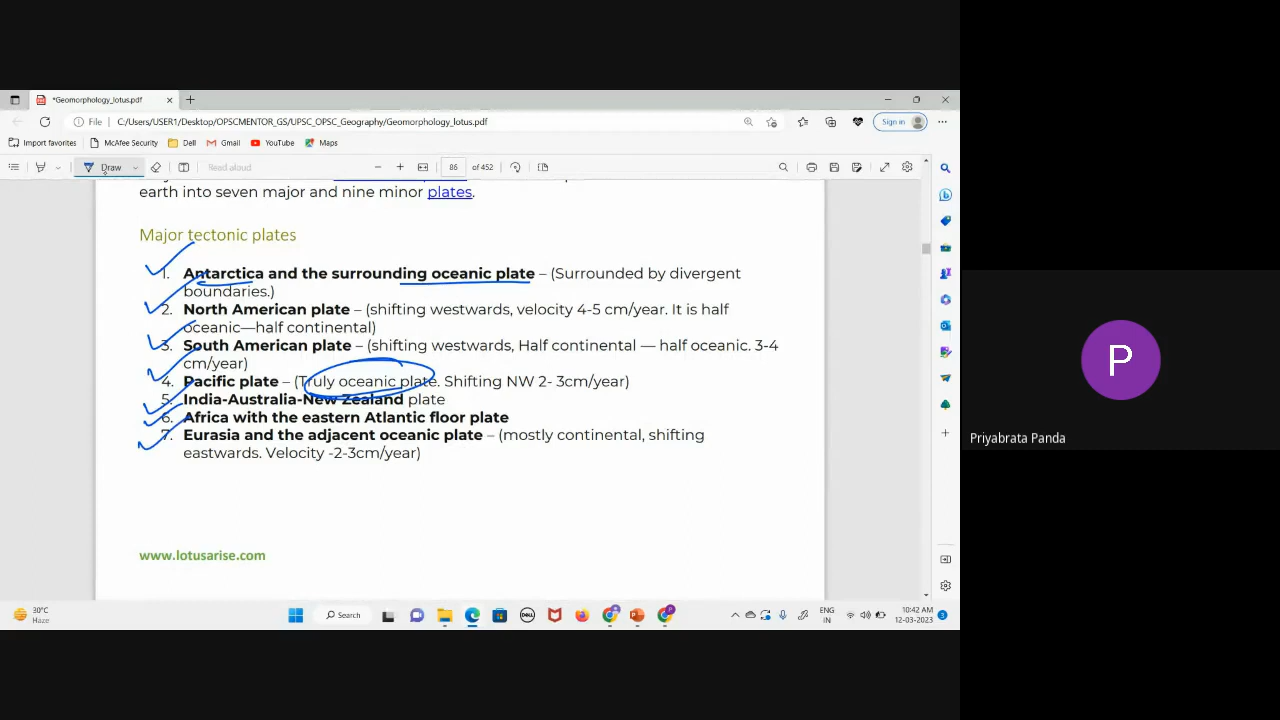 *Geomorphology_lotus.pdf
File C:/Users/USER1/Desktop/OPSCMENTOR_GS/UPSC_OPSC_Geography/Geomorphology_lotus.pdf
Sign in
Import favorites McAfee Security Dell Gmail YouTube Maps
Draw Read aloud 86 of 452
earth into seven major and nine minor plates.
Major tectonic plates
1. Antarctica and the surrounding oceanic plate – (Surrounded by divergent
boundaries.)
2. North American plate – (shifting westwards, velocity 4-5 cm/year. It is half
oceanic—half continental)
3. South American plate – (shifting westwards, Half continental — half oceanic. 3-4
cm/year)
4. Pacific plate – (Truly oceanic plate. Shifting NW 2- 3cm/year)
5. India-Australia-New Zealand plate
6. Africa with the eastern Atlantic floor plate
7. Eurasia and the adjacent oceanic plate – (mostly continental, shifting
eastwards. Velocity -2-3cm/year)
www.lotusarise.com
P
Priyabrata Panda
30°C
Haze
Search
DELL
ENG
IN
10:42 AM
12-03-2023
3